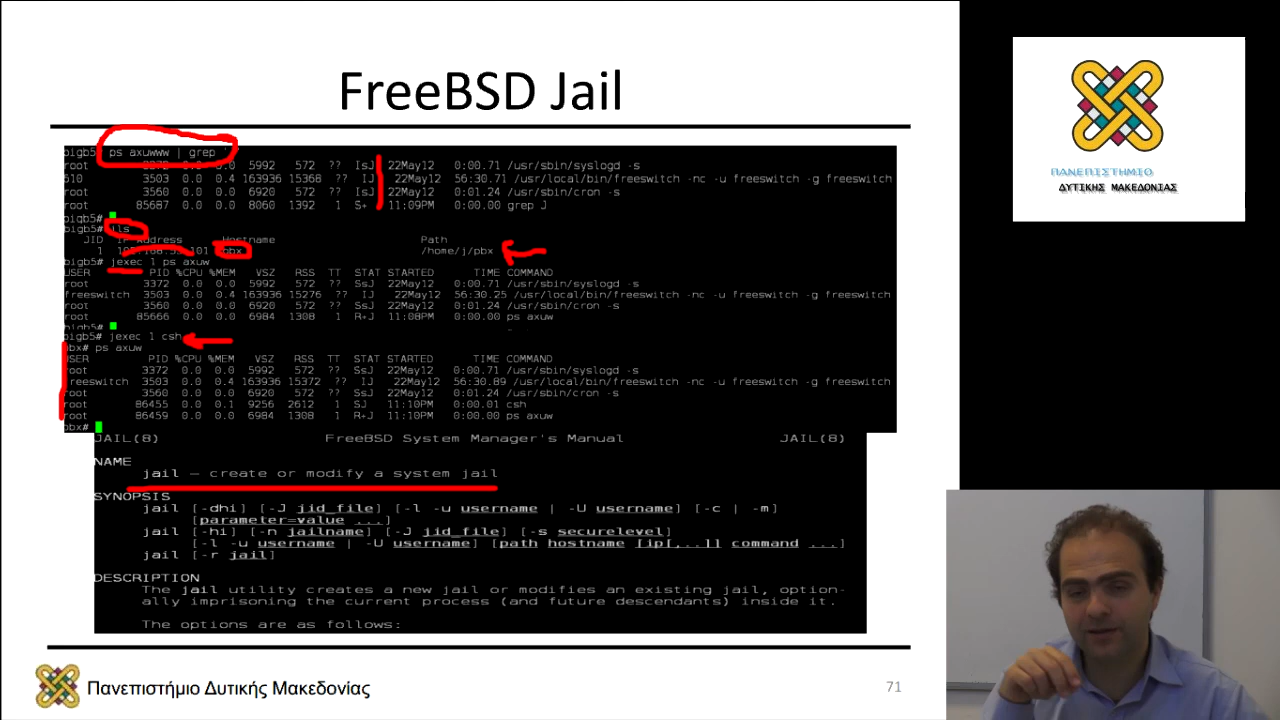 FreeBSD Jail
bigb5# ps axuwww | grep
root 3372 0.0 0.0 5992 572 ?? IsJ 22May12 0:00.71 /usr/sbin/syslogd -s
510 3503 0.0 0.4 163936 15368 ?? IJ 22May12 56:30.71 /usr/local/bin/freeswitch -nc -u freeswitch -g freeswitch
root 3560 0.0 0.0 6920 572 ?? IsJ 22May12 0:01.24 /usr/sbin/cron -s
root 85687 0.0 0.0 8060 1392 1 S+ 11:09PM 0:00.00 grep J
bigb5#
bigb5# jls
JID IP Address Hostname Path
1 101 pbx /home/j/pbx
bigb5# jexec 1 ps axuw
USER PID %CPU %MEM VSZ RSS TT STAT STARTED TIME COMMAND
root 3372 0.0 0.0 5992 572 ?? SsJ 22May12 0:00.71 /usr/sbin/syslogd -s
freeswitch 3503 0.0 0.4 163936 15276 ?? IJ 22May12 56:30.25 /usr/local/bin/freeswitch -nc -u freeswitch -g freeswitch
root 3560 0.0 0.0 6920 572 ?? SsJ 22May12 0:01.24 /usr/sbin/cron -s
root 85666 0.0 0.0 6984 1308 1 R+J 11:08PM 0:00.00 ps axuw
bigb5#
bigb5# jexec 1 csh
pbx# ps axuw
USER PID %CPU %MEM VSZ RSS TT STAT STARTED TIME COMMAND
root 3372 0.0 0.0 5992 572 ?? SsJ 22May12 0:00.71 /usr/sbin/syslogd -s
freeswitch 3503 0.0 0.4 163936 15372 ?? IJ 22May12 56:30.89 /usr/local/bin/freeswitch -nc -u freeswitch -g freeswitch
root 3560 0.0 0.0 6920 572 ?? SsJ 22May12 0:01.24 /usr/sbin/cron -s
root 86455 0.0 0.1 9256 2612 1 SJ 11:10PM 0:00.01 csh
root 86459 0.0 0.0 6984 1308 1 R+J 11:10PM 0:00.00 ps axuw
pbx#
JAIL(8) FreeBSD System Manager's Manual JAIL(8)
NAME
jail — create or modify a system jail
SYNOPSIS
jail [-dhi] [-J jid_file] [-l -u username | -U username] [-c | -m]
[parameter=value ...]
jail [-hi] [-n jailname] [-J jid_file] [-s securelevel]
[-l -u username | -U username] [path hostname [ip[,..]] command ...]
jail [-r jail]
DESCRIPTION
The jail utility creates a new jail or modifies an existing jail, option-
ally imprisoning the current process (and future descendants) inside it.
The options are as follows:
Πανεπιστήμιο Δυτικής Μακεδονίας
71
ΠΑΝΕΠΙΣΤΗΜΙΟ
ΔΥΤΙΚΗΣ ΜΑΚΕΔΟΝΙΑΣ